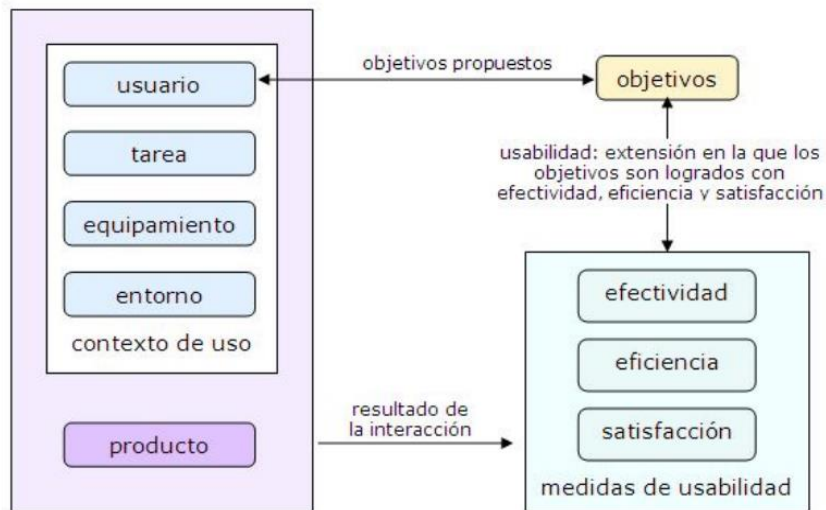 usuario
tarea
equipamiento
entorno
contexto de uso
producto
objetivos propuestos
objetivos
usabilidad: extensión en la que los
objetivos son logrados con
efectividad, eficiencia y satisfacción
resultado de
la interacción
efectividad
eficiencia
satisfacción
medidas de usabilidad